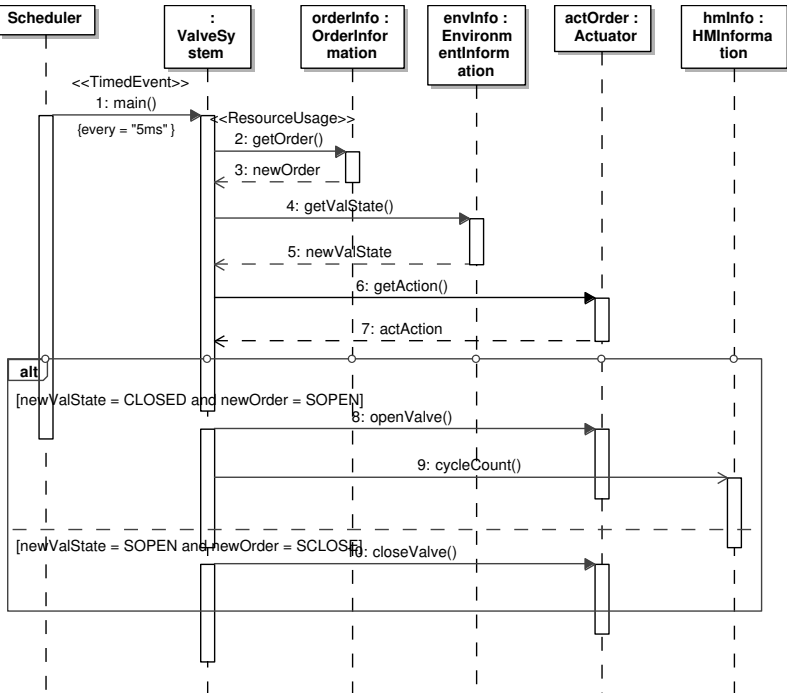 Scheduler
:
ValveSy
stem
orderInfo :
OrderInfor
mation
envInfo :
Environm
entInform
ation
actOrder :
Actuator
hmInfo :
HMInforma
tion
<<TimedEvent>>
1: main()
{every = "5ms" }
<<ResourceUsage>>
2: getOrder()
3: newOrder
4: getValState()
5: newValState
6: getAction()
7: actAction
alt
[newValState = CLOSED and newOrder = SOPEN]
8: openValve()
9: cycleCount()
[newValState = SOPEN and newOrder = SCLOSE]
10: closeValve()